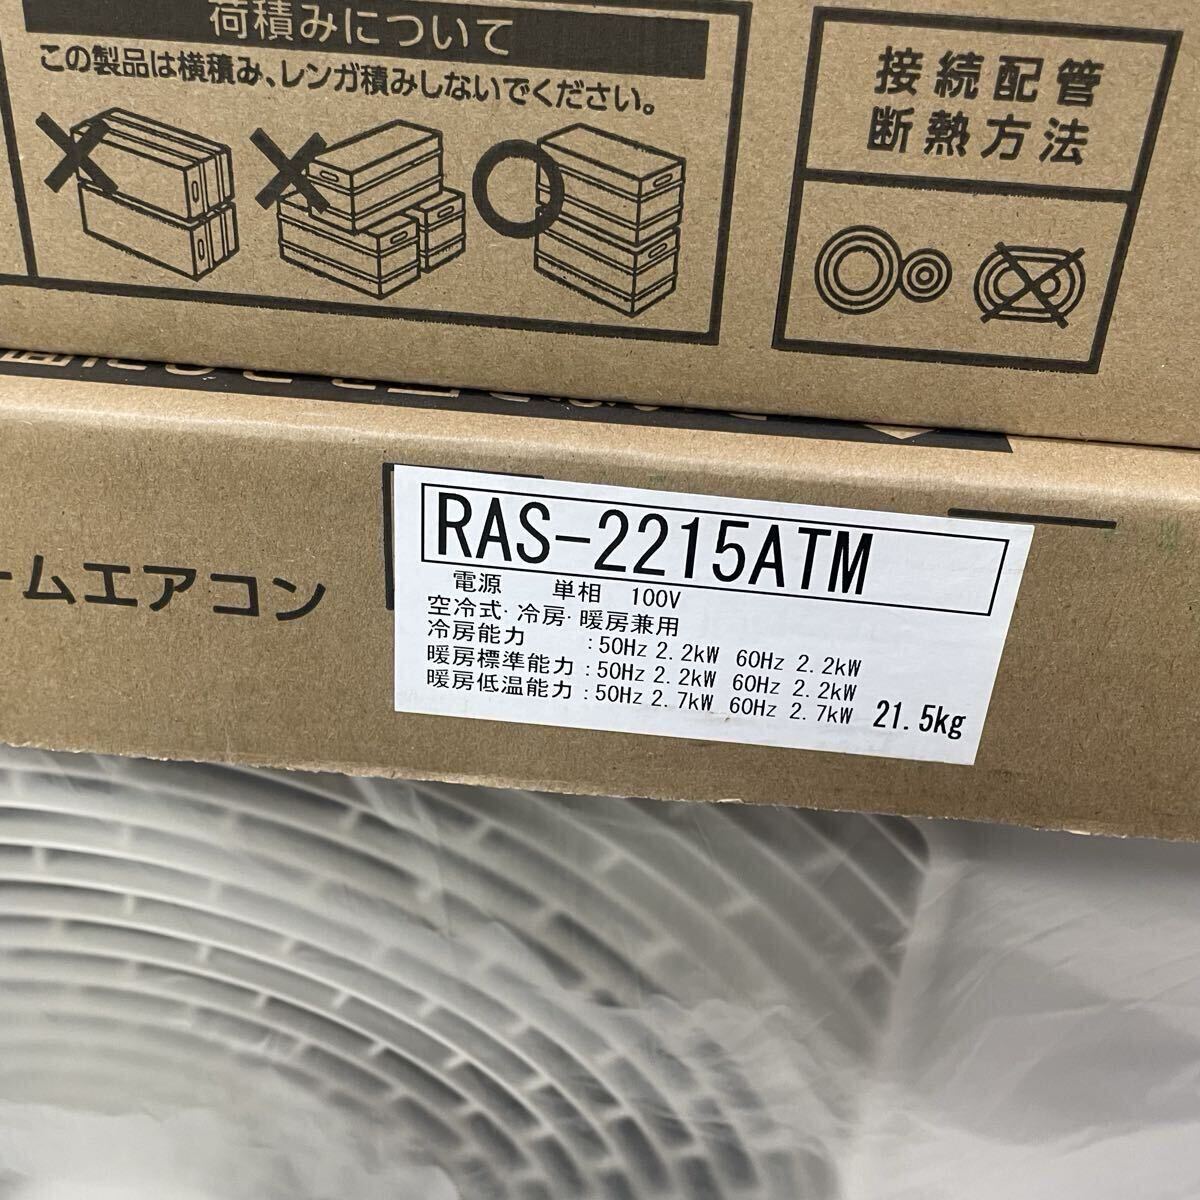 荷積みについて
この製品は横積み、レンガ積みしないでください。
接続配管
断熱方法
ームエアコン
RAS-2215ATM
電源 単相 100V
空冷式・冷房・暖房兼用
冷房能力 :50Hz 2.2kW 60Hz 2.2kW
暖房標準能力:50Hz 2.2kW 60Hz 2.2kW
暖房低温能力:50Hz 2.7kW 60Hz 2.7kW 21.5kg